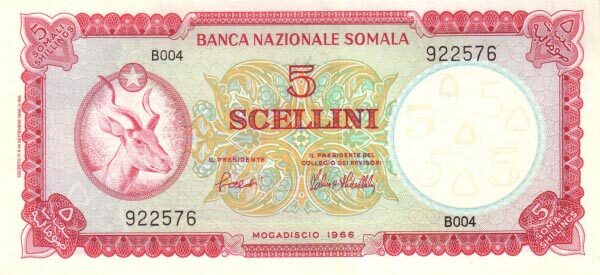 5
SOMALI
SHILLINGS
BANCA NAZIONALE SOMALA
B004
922576
5
SCELLINI
IL PRESIDENTE
IL PRESIDENTE DEL
COLLEGIO DEI REVISORI
922576
B004
MOGADISCIO 1966
٥
5
SOMALI
SHILLINGS